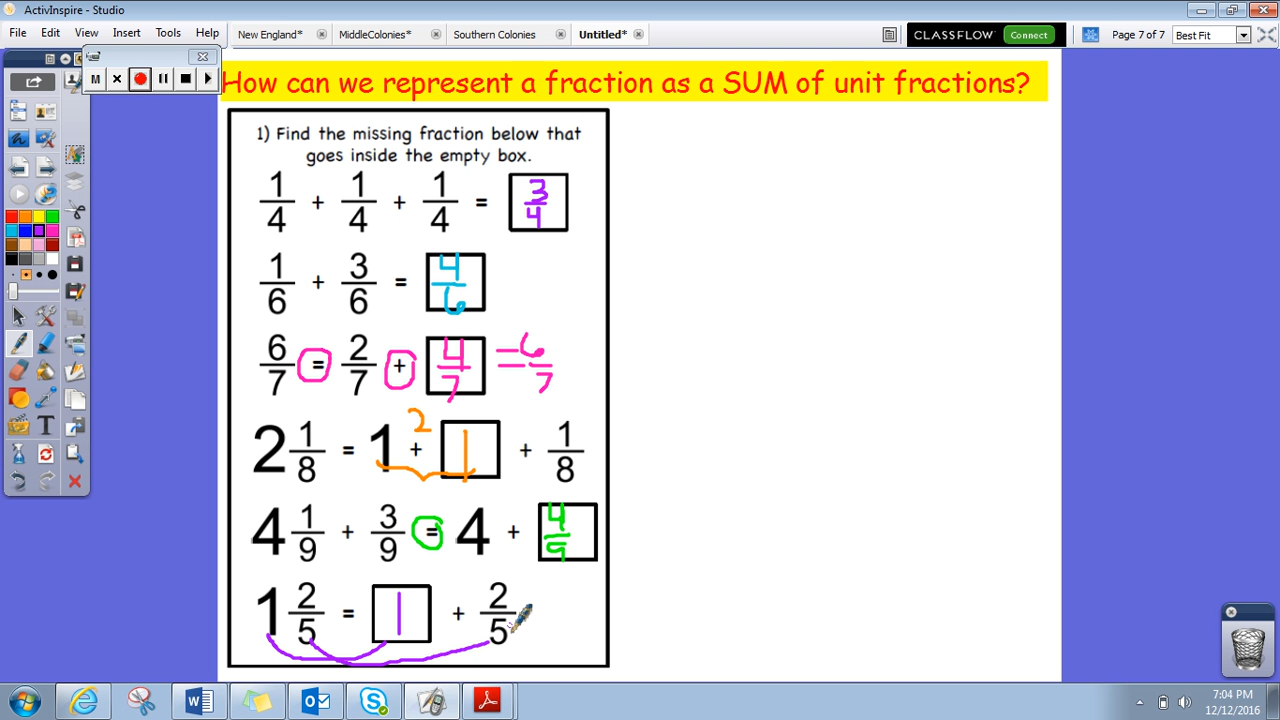 ActivInspire - Studio
File Edit View Insert Tools Help
New England* MiddleColonies* Southern Colonies Untitled*
CLASSFLOW Connect Page 7 of 7 Best Fit
M
How can we represent a fraction as a SUM of unit fractions?
1) Find the missing fraction below that
goes inside the empty box.
1/4 + 1/4 + 1/4 = 3/4
1/6 + 3/6 = 4/6
6/7 = 2/7 + 4/7 = 6/7
2
2 1/8 = 1 + 1 + 1/8
4 1/9 + 3/9 = 4 + 4/9
1 2/5 = 1 + 2/5
7:04 PM
12/12/2016